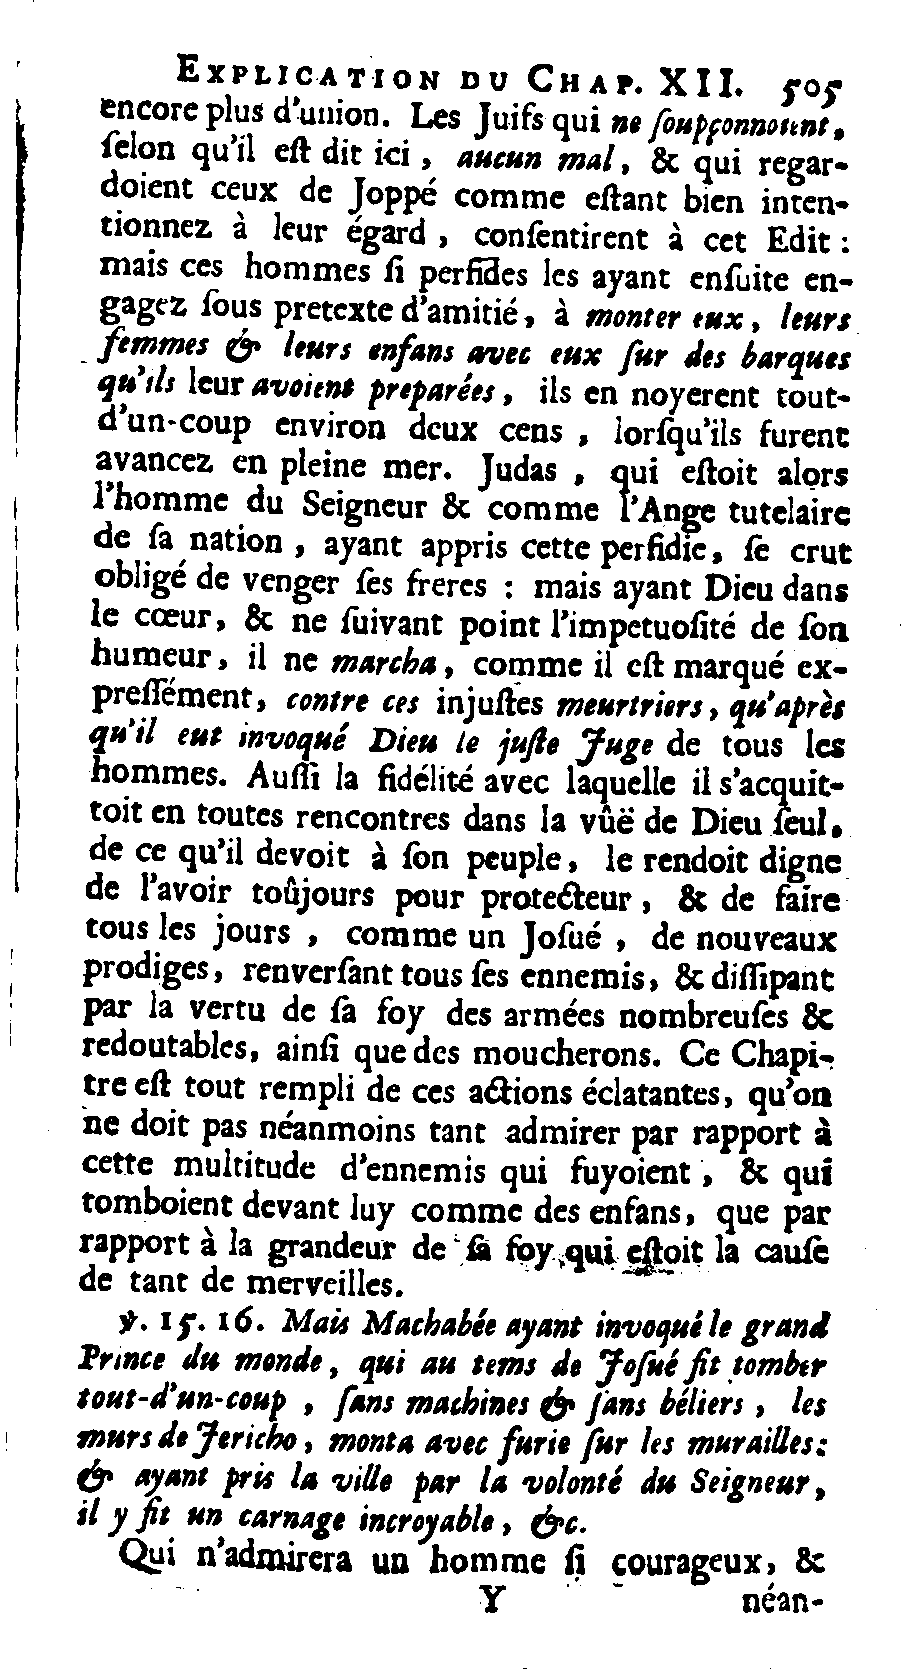 EXPLICATION DU CHAP. XII. 505
encore plus d'union. Les Juifs qui ne ſoupçonnoient,
ſelon qu'il eſt dit ici, aucun mal, & qui regar-
doient ceux de Joppé comme eſtant bien inten-
tionnez à leur égard, conſentirent à cet Edit:
mais ces hommes ſi perfides les ayant enſuite en-
gagez ſous pretexte d'amitié, à monter eux, leurs
femmes & leurs enfans avec eux ſur des barques
qu'ils leur avoient preparées, ils en noyerent tout-
d'un-coup environ deux cens, lorſqu'ils furent
avancez en pleine mer. Judas, qui eſtoit alors
l'homme du Seigneur & comme l'Ange tutelaire
de ſa nation, ayant appris cette perfidie, ſe crut
obligé de venger ſes freres : mais ayant Dieu dans
le cœur, & ne ſuivant point l'impetuoſité de ſon
humeur, il ne marcha, comme il eſt marqué ex-
preſſément, contre ces injuſtes meurtriers, qu'après
qu'il eut invoqué Dieu le juſte Juge de tous les
hommes. Auſſi la fidélité avec laquelle il s'acquit-
toit en toutes rencontres dans la vûë de Dieu ſeul,
de ce qu'il devoit à ſon peuple, le rendoit digne
de l'avoir toûjours pour protecteur, & de faire
tous les jours, comme un Joſué, de nouveaux
prodiges, renverſant tous ſes ennemis, & diſſipant
par la vertu de ſa foy des armées nombreuſes &
redoutables, ainſi que des moucherons. Ce Chapi-
tre eſt tout rempli de ces actions éclatantes, qu'on
ne doit pas néanmoins tant admirer par rapport à
cette multitude d'ennemis qui fuyoient, & qui
tomboient devant luy comme des enfans, que par
rapport à la grandeur de ſa foy qui eſtoit la cauſe
de tant de merveilles.
℣. 15. 16. Mais Machabée ayant invoqué le grand
Prince du monde, qui au tems de Joſué fit tomber
tout-d'un-coup, ſans machines & ſans béliers, les
murs de Jericho, monta avec furie ſur les murailles:
& ayant pris la ville par la volonté du Seigneur,
il y fit un carnage incroyable, &c.
Qui n'admirera un homme ſi courageux, &
Y néan-